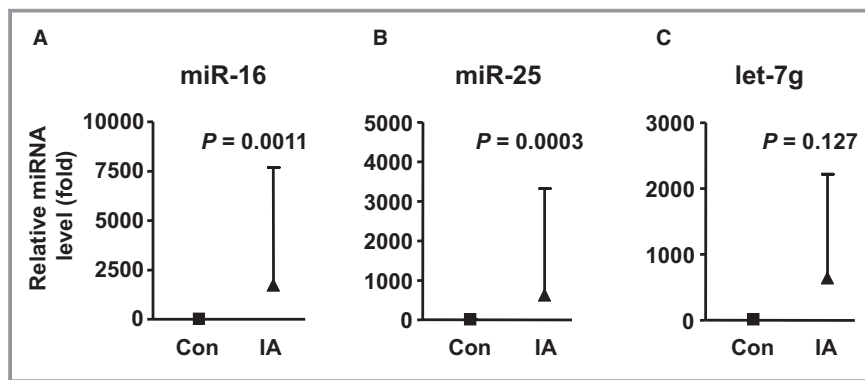 A
miR-16
Relative miRNA
level (fold)
10000
7500
5000
2500
0
P = 0.0011
Con IA
B
miR-25
5000
4000
3000
2000
1000
0
P = 0.0003
Con IA
C
let-7g
3000
2000
1000
0
P = 0.127
Con IA